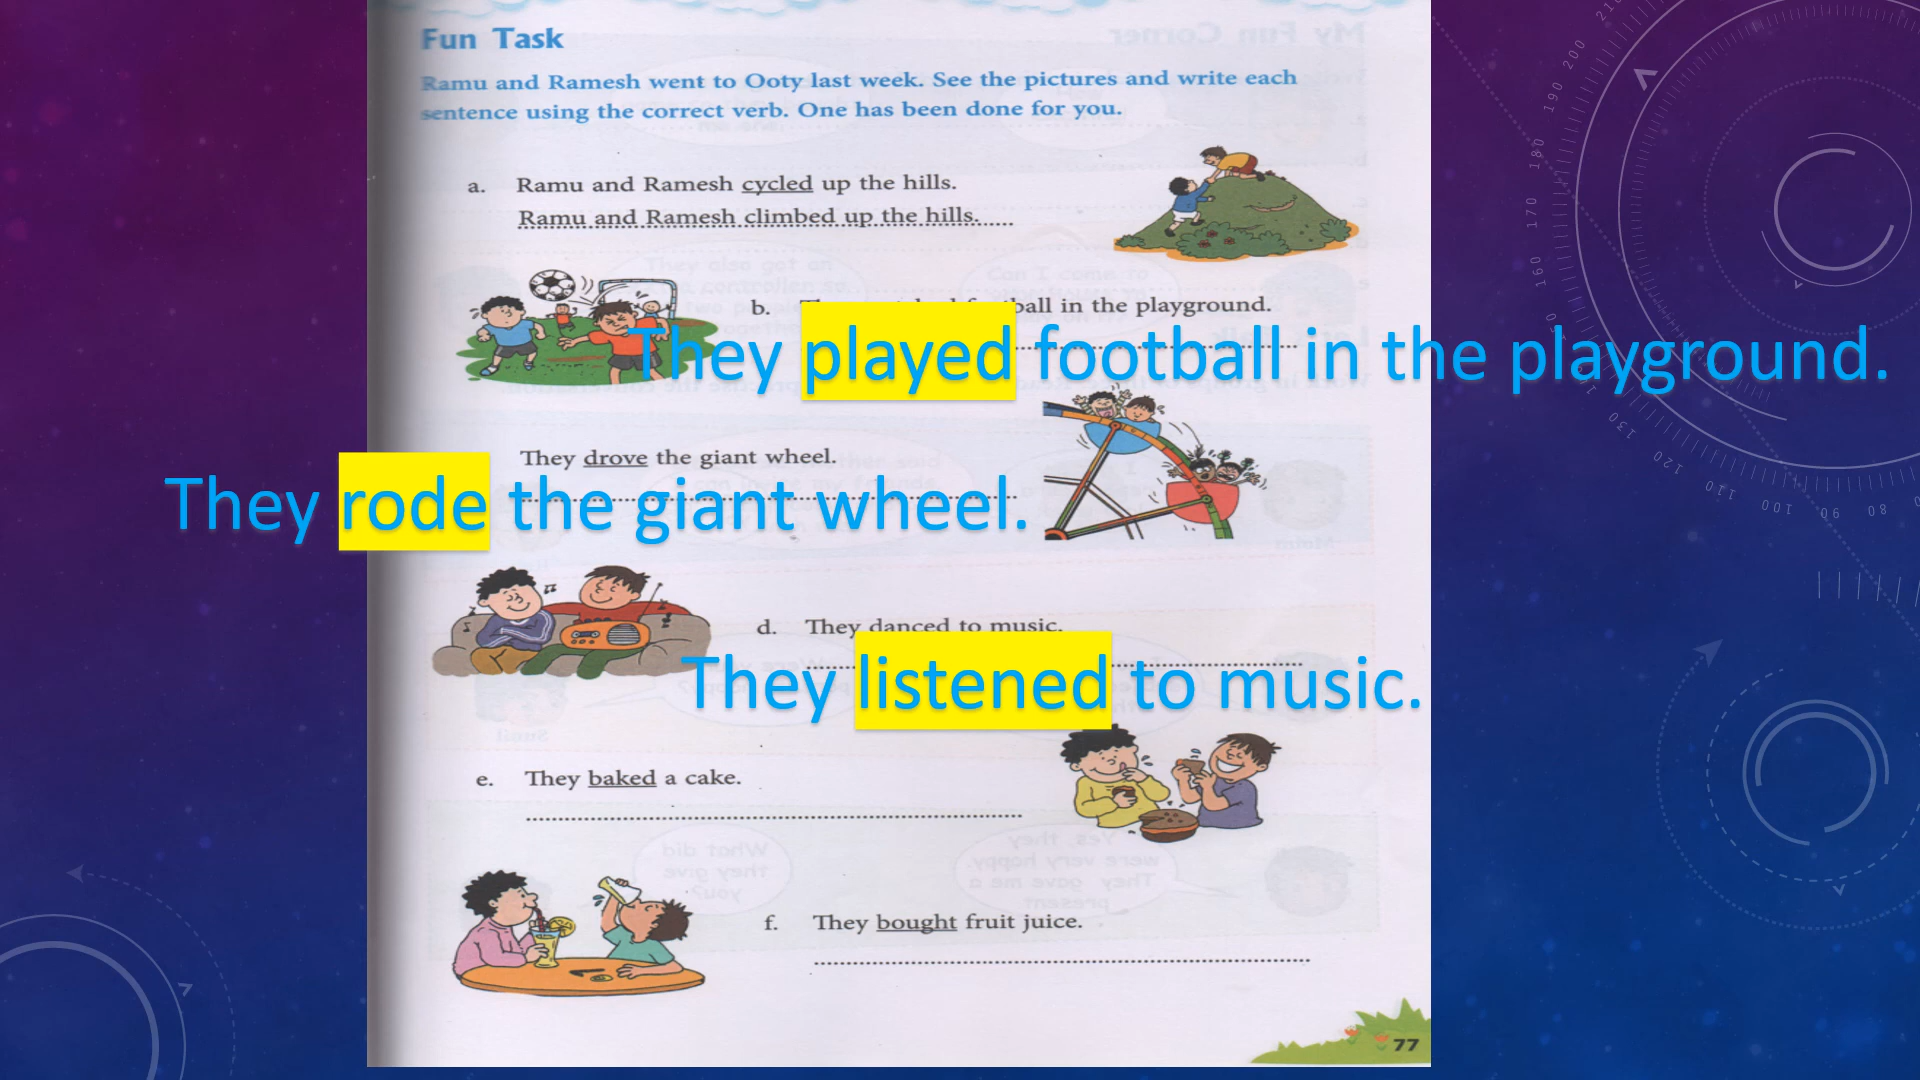 Fun Task
Ramu and Ramesh went to Ooty last week. See the pictures and write each
sentence using the correct verb. One has been done for you.
a. Ramu and Ramesh cycled up the hills.
Ramu and Ramesh climbed up the hills.
b. ball in the playground.
They played football in the playground.
They drove the giant wheel.
They rode the giant wheel.
d. They danced to music.
They listened to music.
e. They baked a cake.
f. They bought fruit juice.
77